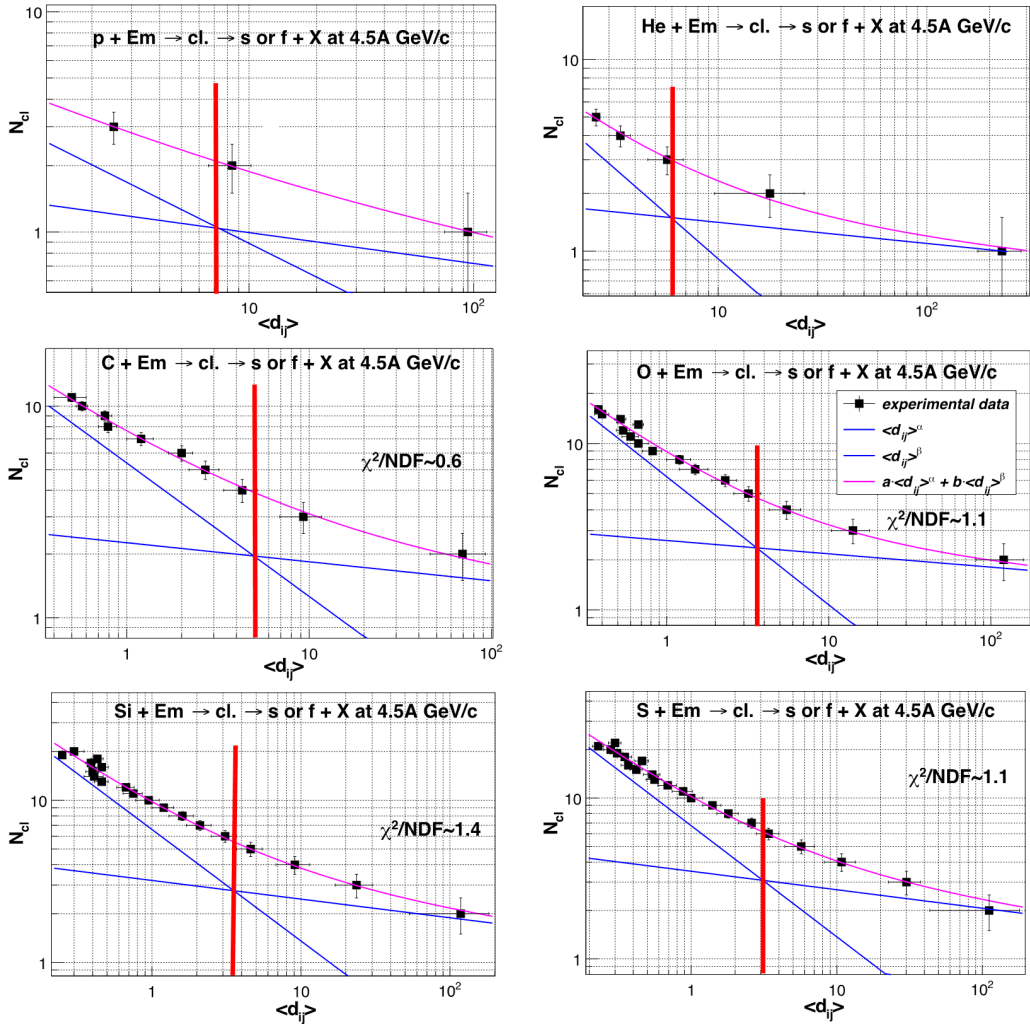 p + Em → cl. → s or f + X at 4.5A GeV/c
N_cl
10
1
10
10²
<d_ij>
He + Em → cl. → s or f + X at 4.5A GeV/c
N_cl
10
1
10
10²
<d_ij>
C + Em → cl. → s or f + X at 4.5A GeV/c
χ²/NDF~0.6
N_cl
10
1
1
10
10²
<d_ij>
O + Em → cl. → s or f + X at 4.5A GeV/c
experimental data
<d_ij>^α
<d_ij>^β
a·<d_ij>^α + b·<d_ij>^β
χ²/NDF~1.1
N_cl
10
1
1
10
10²
<d_ij>
Si + Em → cl. → s or f + X at 4.5A GeV/c
χ²/NDF~1.4
N_cl
10
1
1
10
10²
<d_ij>
S + Em → cl. → s or f + X at 4.5A GeV/c
χ²/NDF~1.1
N_cl
10
1
1
10
10²
<d_ij>